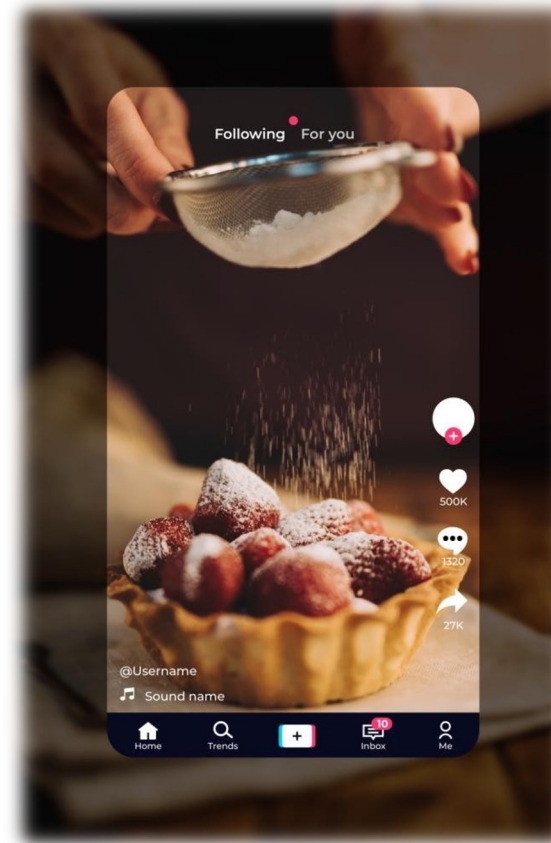 Following For you
500K
1320
27K
@Username
Sound name
Home Trends Inbox 10 Me